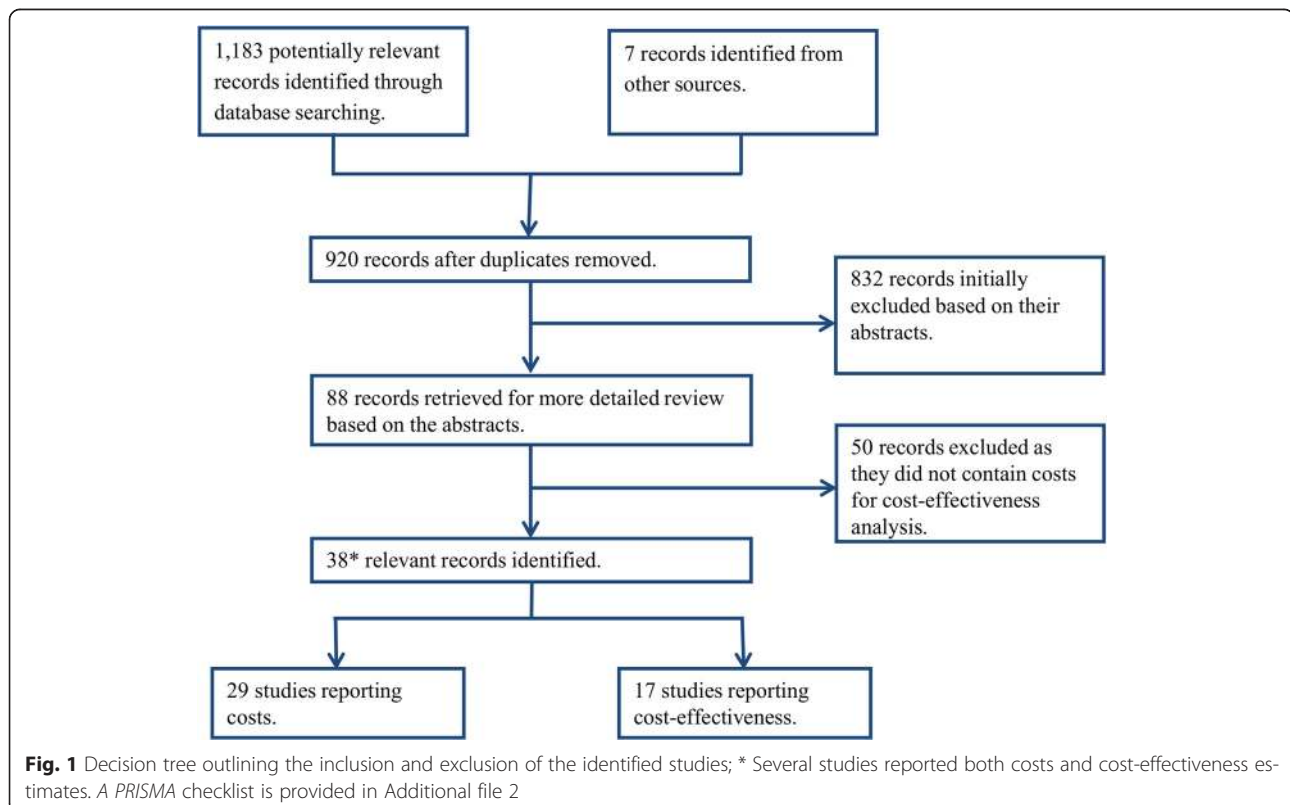 1,183 potentially relevant
records identified through
database searching.
7 records identified from
other sources.
920 records after duplicates removed.
832 records initially
excluded based on their
abstracts.
88 records retrieved for more detailed review
based on the abstracts.
50 records excluded as
they did not contain costs
for cost-effectiveness
analysis.
38* relevant records identified.
29 studies reporting
costs.
17 studies reporting
cost-effectiveness.
Fig. 1 Decision tree outlining the inclusion and exclusion of the identified studies; * Several studies reported both costs and cost-effectiveness es-
timates. A PRISMA checklist is provided in Additional file 2